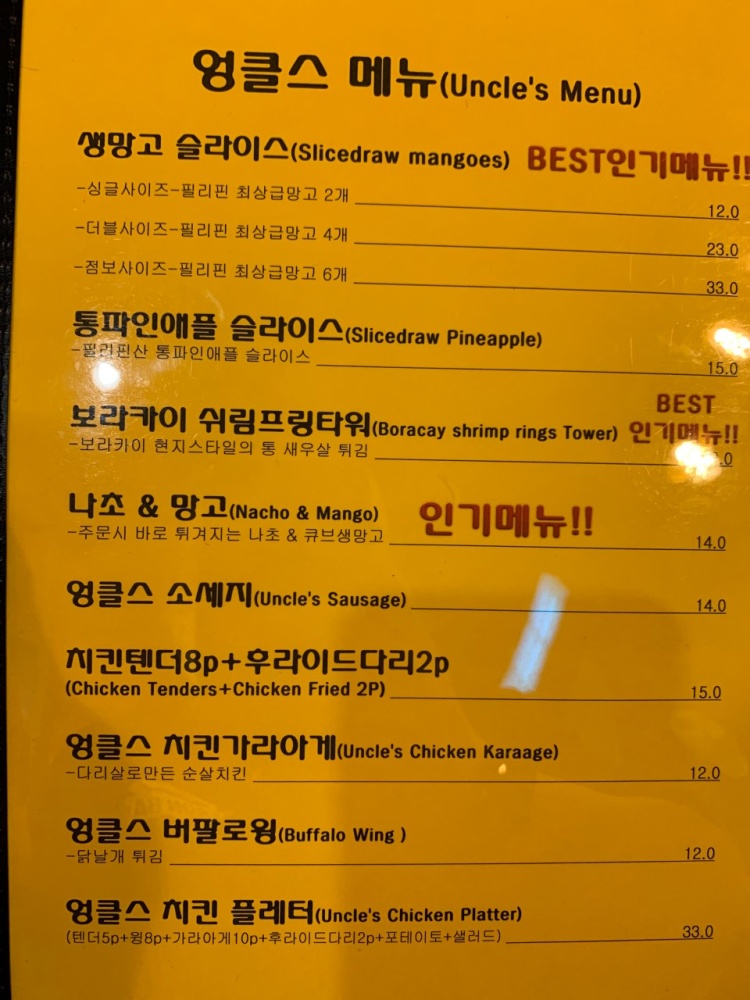 엉클스 메뉴(Uncle's Menu)
생망고 슬라이스(Slicedraw mangoes) BEST인기메뉴!!
-싱글사이즈-필리핀 최상급망고 2개 12.0
-더블사이즈-필리핀 최상급망고 4개 23.0
-점보사이즈-필리핀 최상급망고 6개 33.0
통파인애플 슬라이스(Slicedraw Pineapple)
-필리핀산 통파인애플 슬라이스 15.0
BEST
보라카이 쉬림프링타워(Boracay shrimp rings Tower) 인기메뉴!!
-보라카이 현지스타일의 통 새우살 튀김
나초 & 망고(Nacho & Mango) 인기메뉴!!
-주문시 바로 튀겨지는 나초 & 큐브생망고 14.0
엉클스 소세지(Uncle's Sausage) 14.0
치킨텐더8p+후라이드다리2p
(Chicken Tenders+Chicken Fried 2P) 15.0
엉클스 치킨가라아게(Uncle's Chicken Karaage)
-다리살로만든 순살치킨 12.0
엉클스 버팔로윙(Buffalo Wing )
-닭날개 튀김 12.0
엉클스 치킨 플레터(Uncle's Chicken Platter)
(텐더5p+윙8p+가라아게10p+후라이드다리2p+포테이토+샐러드) 33.0